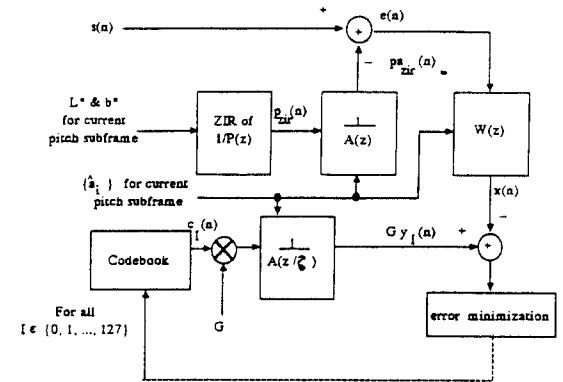 +
e(n)
s(n)
+
− pa_zir(n)
L* & b*
for current
pitch subframe
ZIR of
1/P(z)
p_zir(n)
1
A(z)
W(z)
{â_i} for current
pitch subframe
x(n)
−
c_I(n)
1
A(z/ζ)
G y_I(n)
+
+
Codebook
For all
I ϵ {0, 1, ..., 127}
G
error minimization